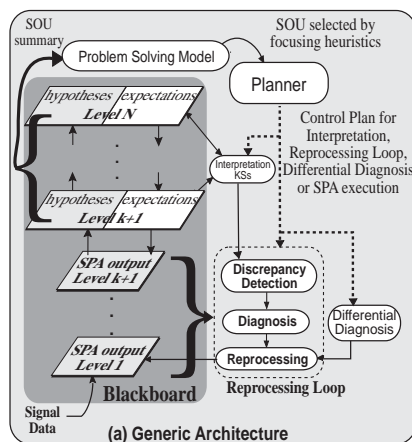 SOU
summary
SOU selected by
focusing heuristics
Problem Solving Model
Planner
hypotheses expectations
Level N
Control Plan for
Interpretation,
Reprocessing Loop,
Differential Diagnosis
or SPA execution
Interpretation
KSs
hypotheses expectations
Level k+1
SPA output
Level k+1
Discrepancy
Detection
Diagnosis
Differential
Diagnosis
SPA output
Level 1
Reprocessing
Blackboard
Reprocessing Loop
Signal
Data
(a) Generic Architecture